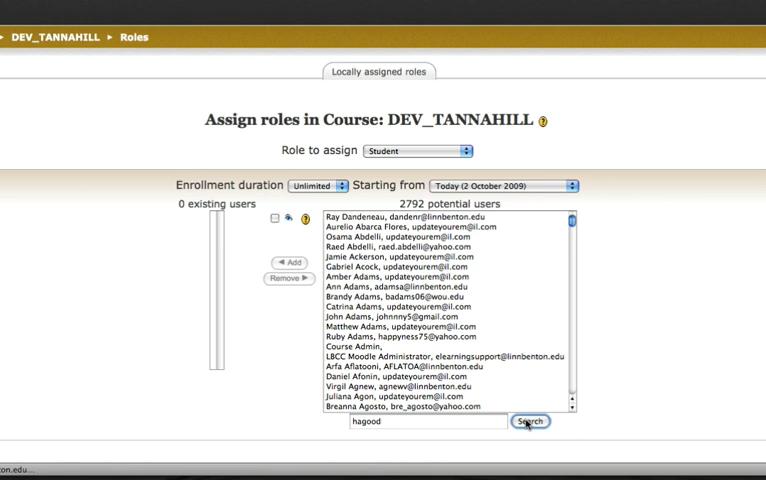 DEV_TANNAHILL ► Roles
Locally assigned roles
Assign roles in Course: DEV_TANNAHILL
Role to assign Student
Enrollment duration Unlimited Starting from Today (2 October 2009)
0 existing users 2792 potential users
Ray Dandeneau, dandenr@linnbenton.edu
Aurelio Abarca Flores, updateyourem@il.com
Osama Abdelli, updateyourem@il.com
Raed Abdelli, raed.abdelli@yahoo.com
Jamie Ackerson, updateyourem@il.com
Gabriel Acock, updateyourem@il.com
Amber Adams, updateyourem@il.com
Ann Adams, adamsa@linnbenton.edu
Brandy Adams, badams06@wou.edu
Catrina Adams, updateyourem@il.com
John Adams, johnnny5@gmail.com
Matthew Adams, updateyourem@il.com
Ruby Adams, happyness75@yahoo.com
Course Admin,
LBCC Moodle Administrator, elearningsupport@linnbenton.edu
Arfa Aflatooni, AFLATOA@linnbenton.edu
Daniel Afonin, updateyourem@il.com
Virgil Agnew, agnewv@linnbenton.edu
Juliana Agon, updateyourem@il.com
Breanna Agosto, bre_agosto@yahoo.com
◄ Add
Remove ►
hagood Search
on.edu...